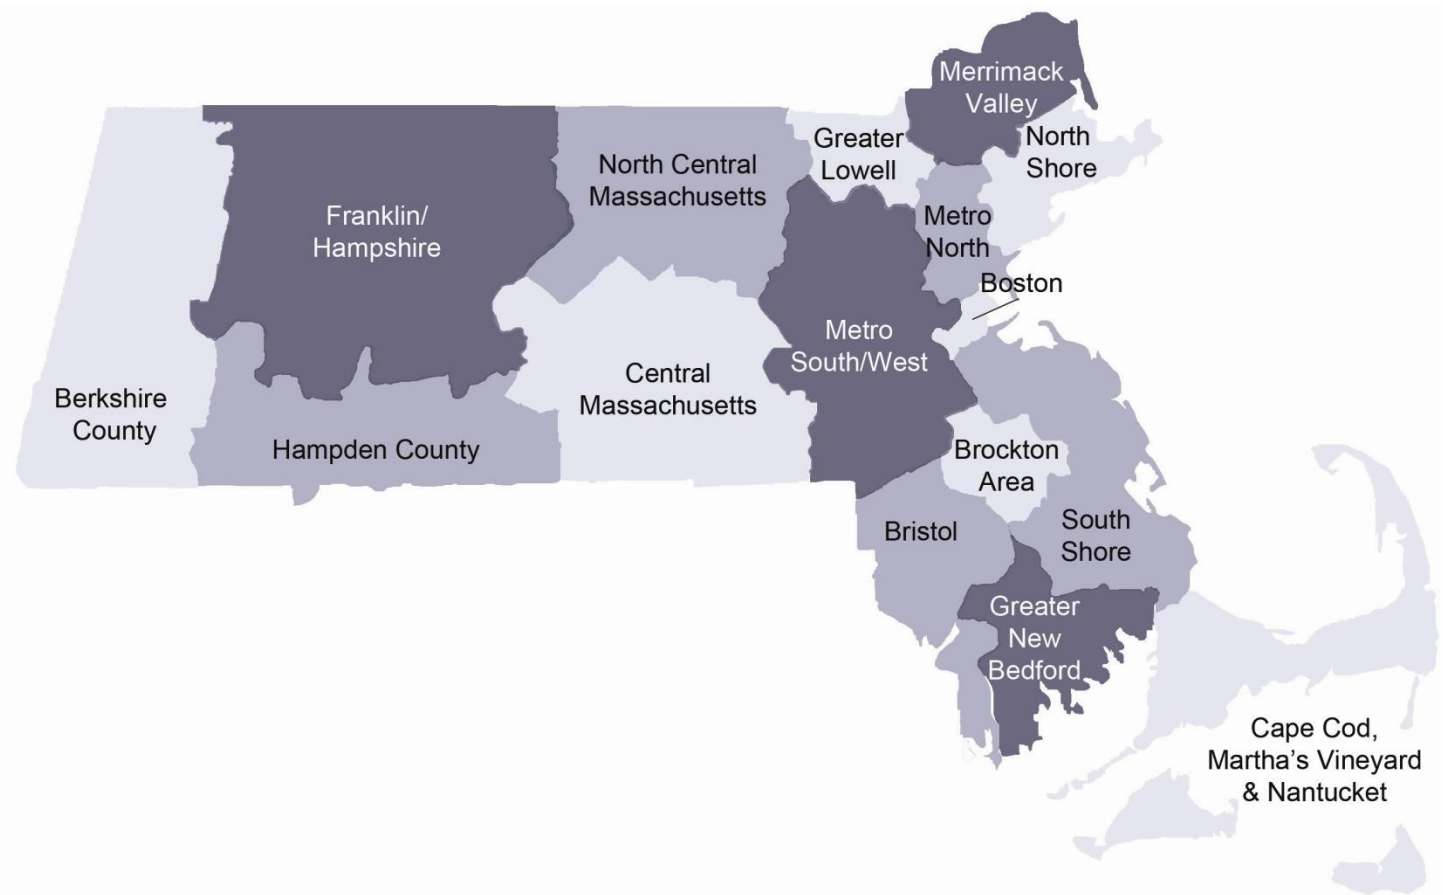 Merrimack
Valley
Greater
Lowell
North
Shore
North Central
Massachusetts
Franklin/
Hampshire
Metro
North
Boston
Metro
South/West
Central
Massachusetts
Berkshire
County
Hampden County
Brockton
Area
Bristol
South
Shore
Greater
New
Bedford
Cape Cod,
Martha’s Vineyard
& Nantucket